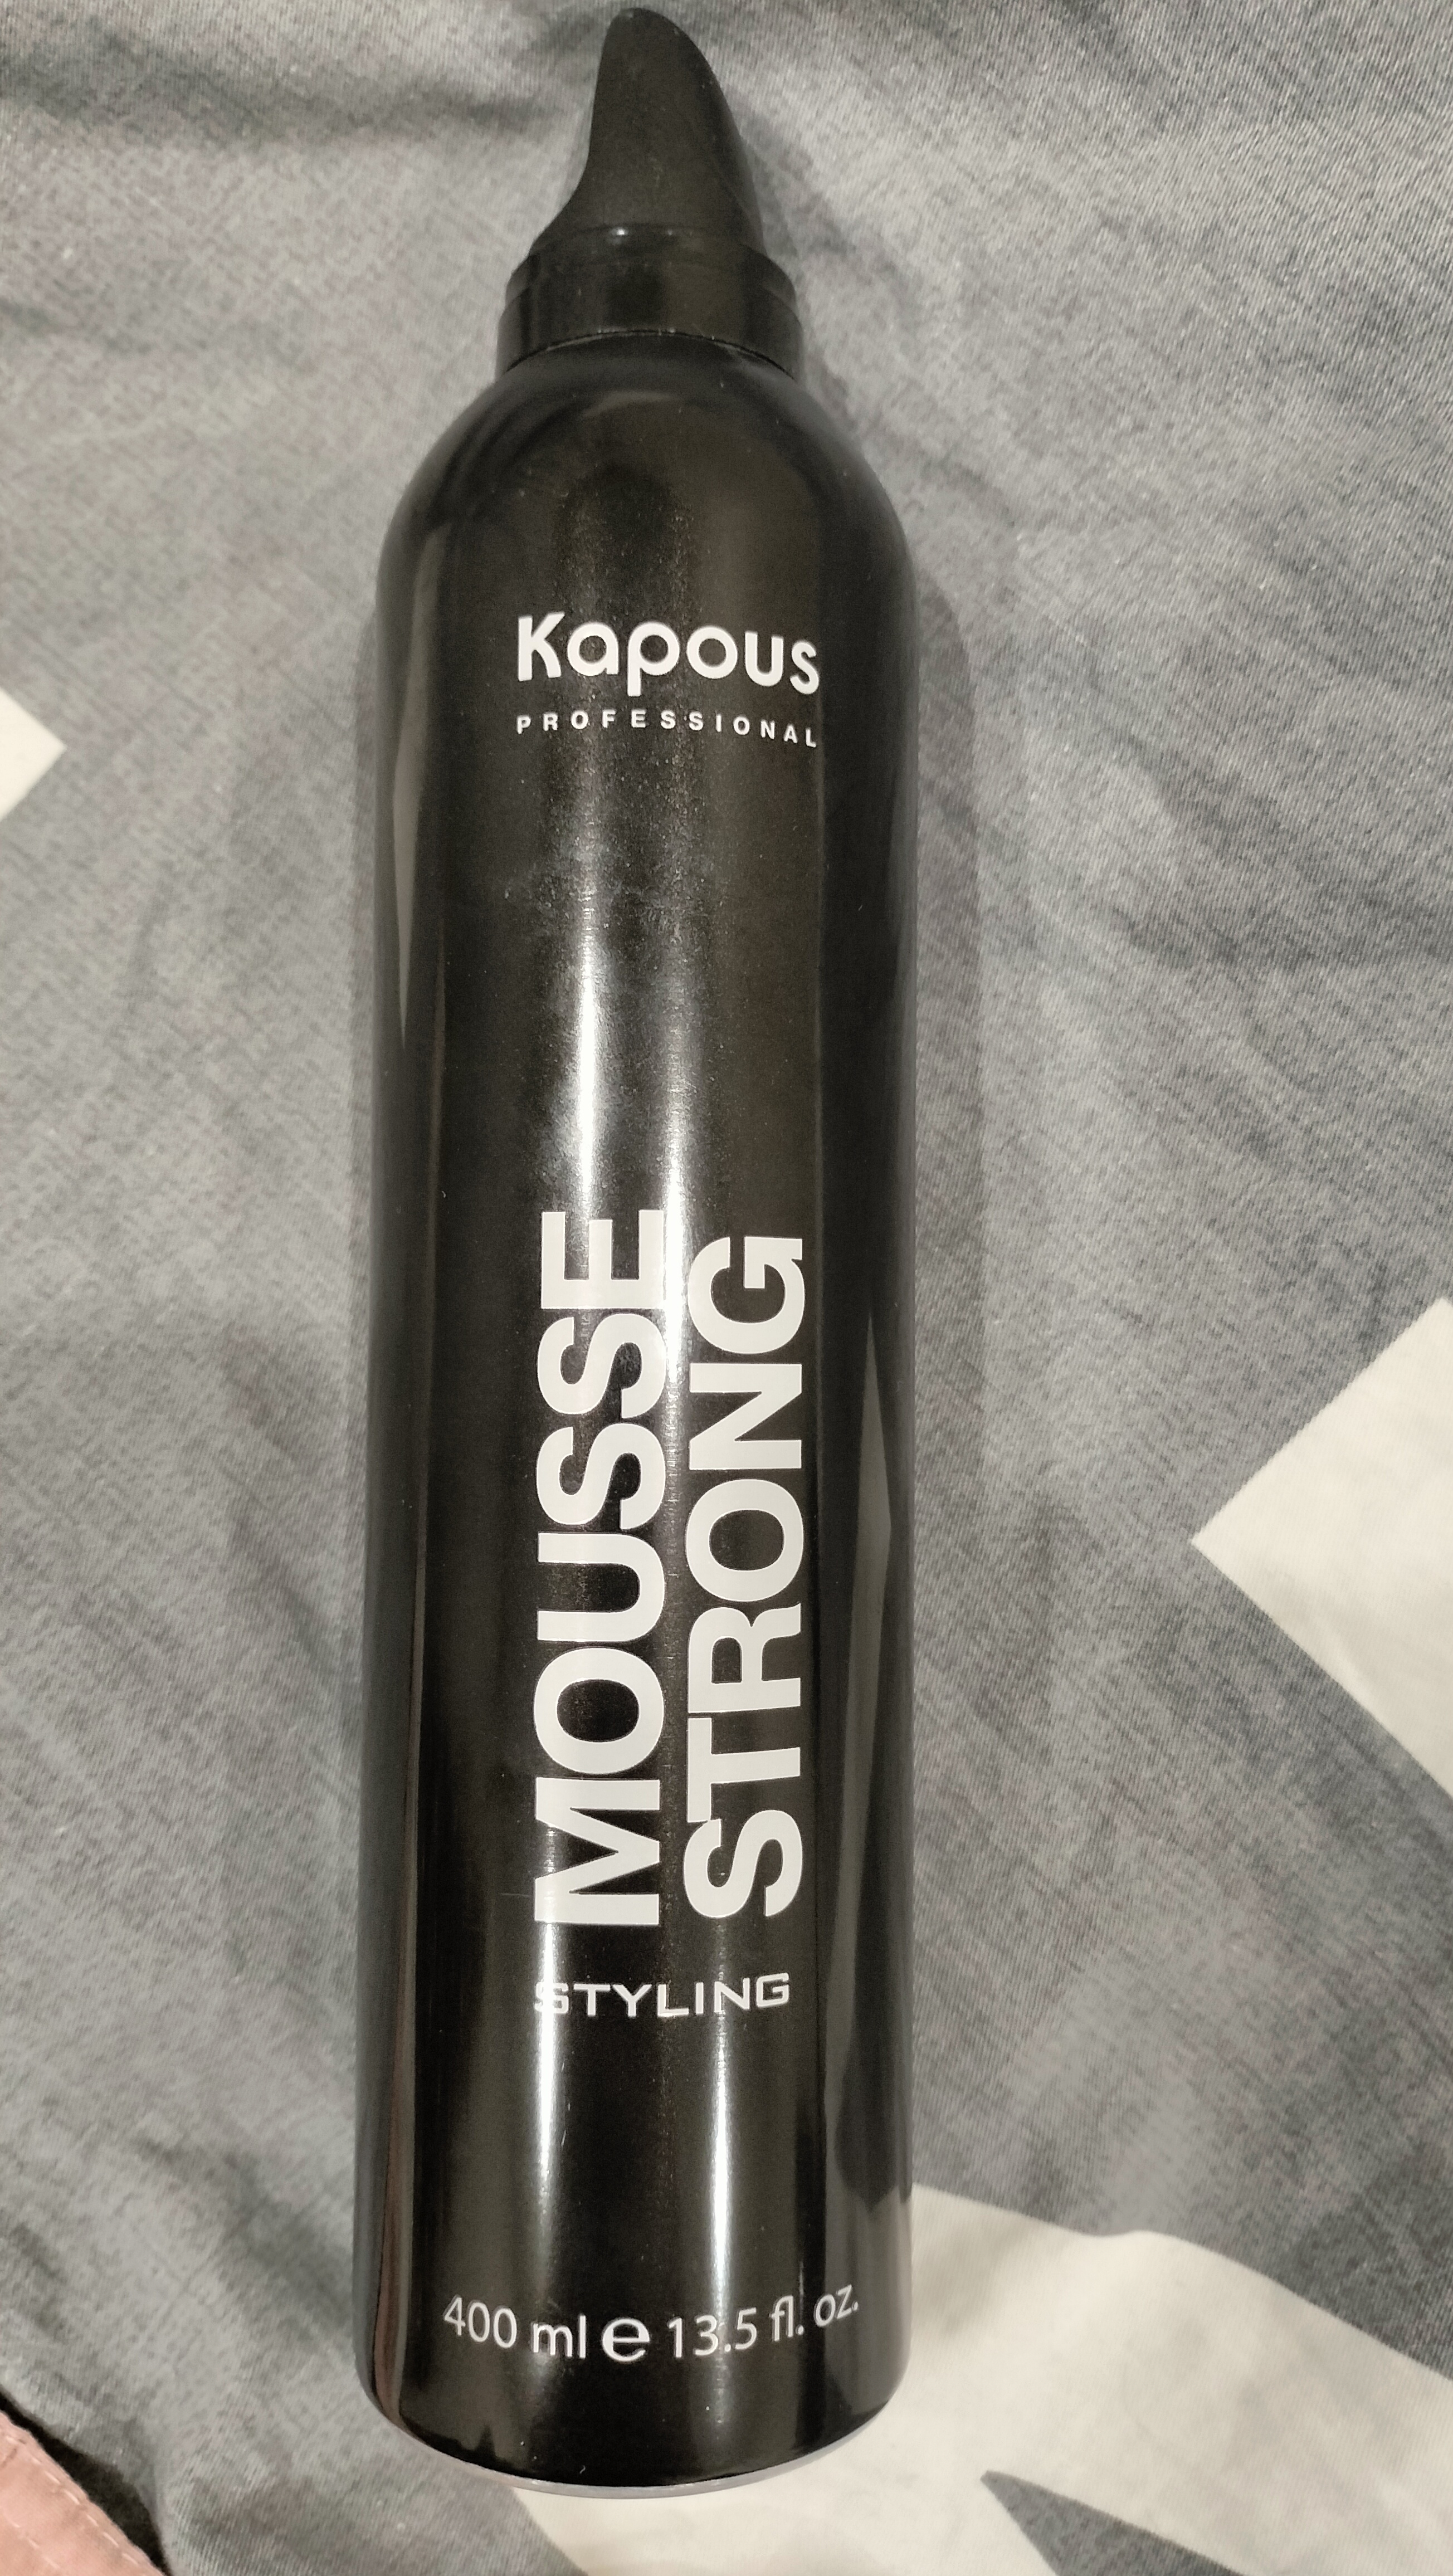 Kapous
PROFESSIONAL
MOUSSE
STRONG
STYLING
400 ml e 13.5 fl. oz.